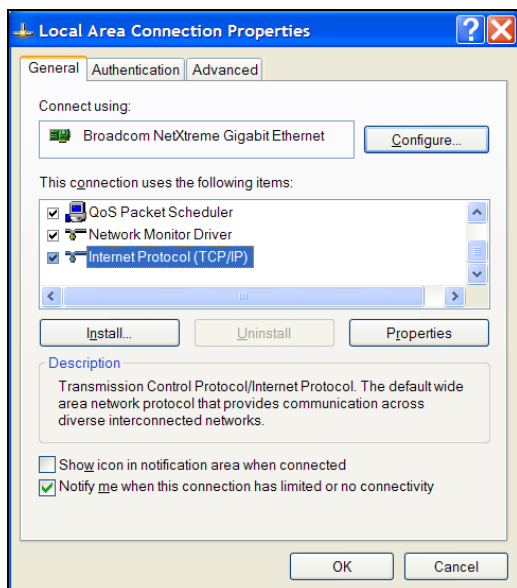 Local Area Connection Properties
General Authentication Advanced
Connect using:
Broadcom NetXtreme Gigabit Ethernet
Configure...
This connection uses the following items:
QoS Packet Scheduler
Network Monitor Driver
Internet Protocol (TCP/IP)
Install... Uninstall Properties
Description
Transmission Control Protocol/Internet Protocol. The default wide
area network protocol that provides communication across
diverse interconnected networks.
Show icon in notification area when connected
Notify me when this connection has limited or no connectivity
OK Cancel